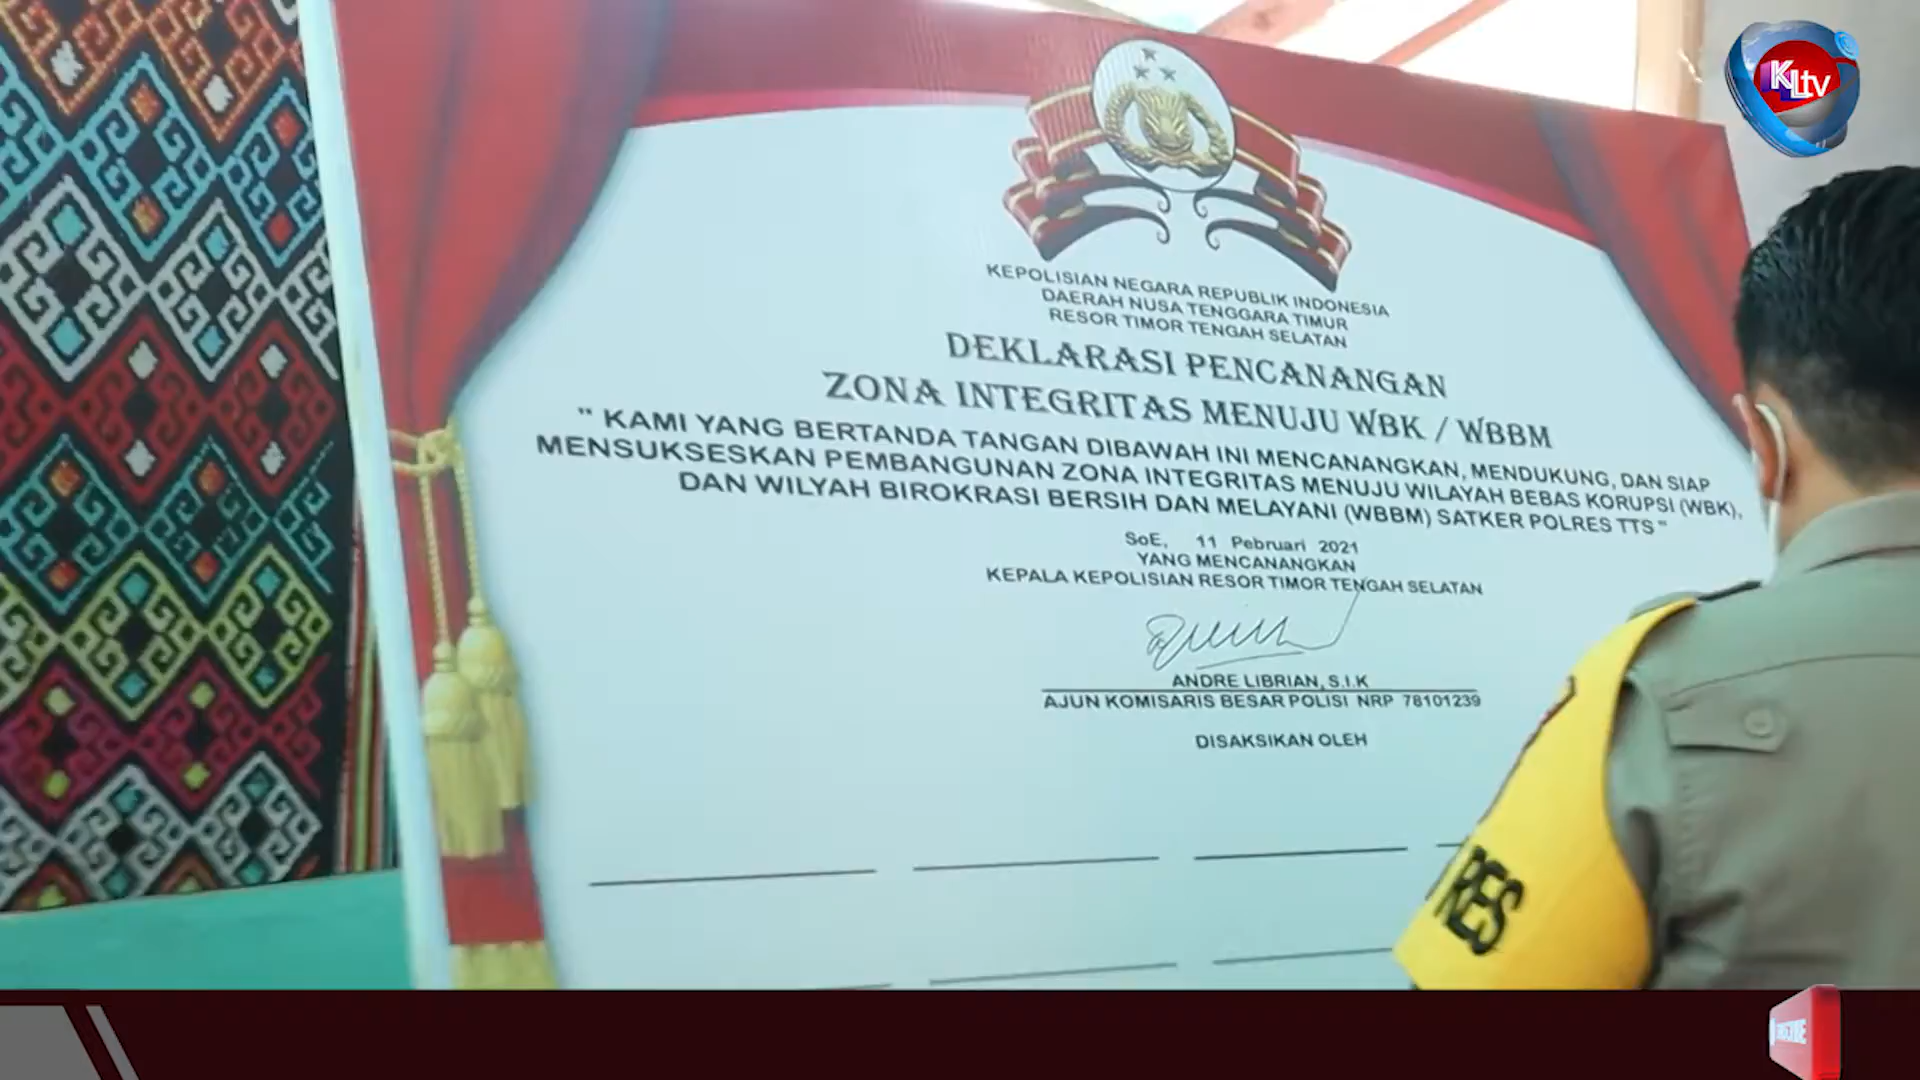 KLtv
KEPOLISIAN NEGARA REPUBLIK INDONESIA
DAERAH NUSA TENGGARA TIMUR
RESOR TIMOR TENGAH SELATAN
DEKLARASI PENCANANGAN
ZONA INTEGRITAS MENUJU WBK / WBBM
" KAMI YANG BERTANDA TANGAN DIBAWAH INI MENCANANGKAN, MENDUKUNG, DAN SIAP
MENSUKSESKAN PEMBANGUNAN ZONA INTEGRITAS MENUJU WILAYAH BEBAS KORUPSI (WBK),
DAN WILYAH BIROKRASI BERSIH DAN MELAYANI (WBBM) SATKER POLRES TTS "
SoE, 11 Pebruari 2021
YANG MENCANANGKAN
KEPALA KEPOLISIAN RESOR TIMOR TENGAH SELATAN
ANDRE LIBRIAN, S.I.K
AJUN KOMISARIS BESAR POLISI NRP 78101239
DISAKSIKAN OLEH
RES